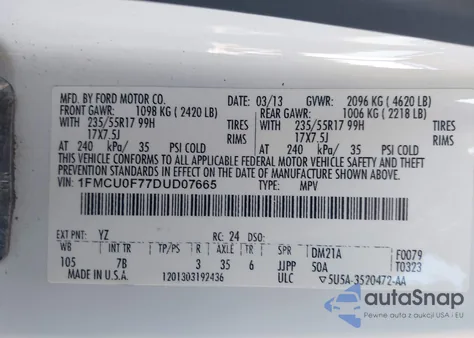 MFD. BY FORD MOTOR CO.
DATE: 03/13 GVWR: 2096 KG ( 4620 LB)
FRONT GAWR: 1098 KG ( 2420 LB) REAR GAWR: 1006 KG ( 2218 LB)
WITH 235/55R17 99H TIRES WITH 235/55R17 99H TIRES
17X7.5J RIMS 17X7.5J RIMS
AT 240 kPa/ 35 PSI COLD AT 240 kPa/ 35 PSI COLD
THIS VEHICLE CONFORMS TO ALL APPLICABLE FEDERAL MOTOR VEHICLE SAFETY AND THEFT
PREVENTION STANDARDS IN EFFECT ON THE DATE OF MANUFACTURE SHOWN ABOVE.
VIN: 1FMCU0F77DUD07665 TYPE: MPV
EXT PNT: YZ RC: 24 DSO:
WB INT TR TP/PS R AXLE TR SPR DM21A F0079
105 7B 3 35 6 JJPP SOA T0323
MADE IN U.S.A. 1201303192436 ULC 5U5A-3520472-AA
autoSnap
Pewne auta z aukcji w USA